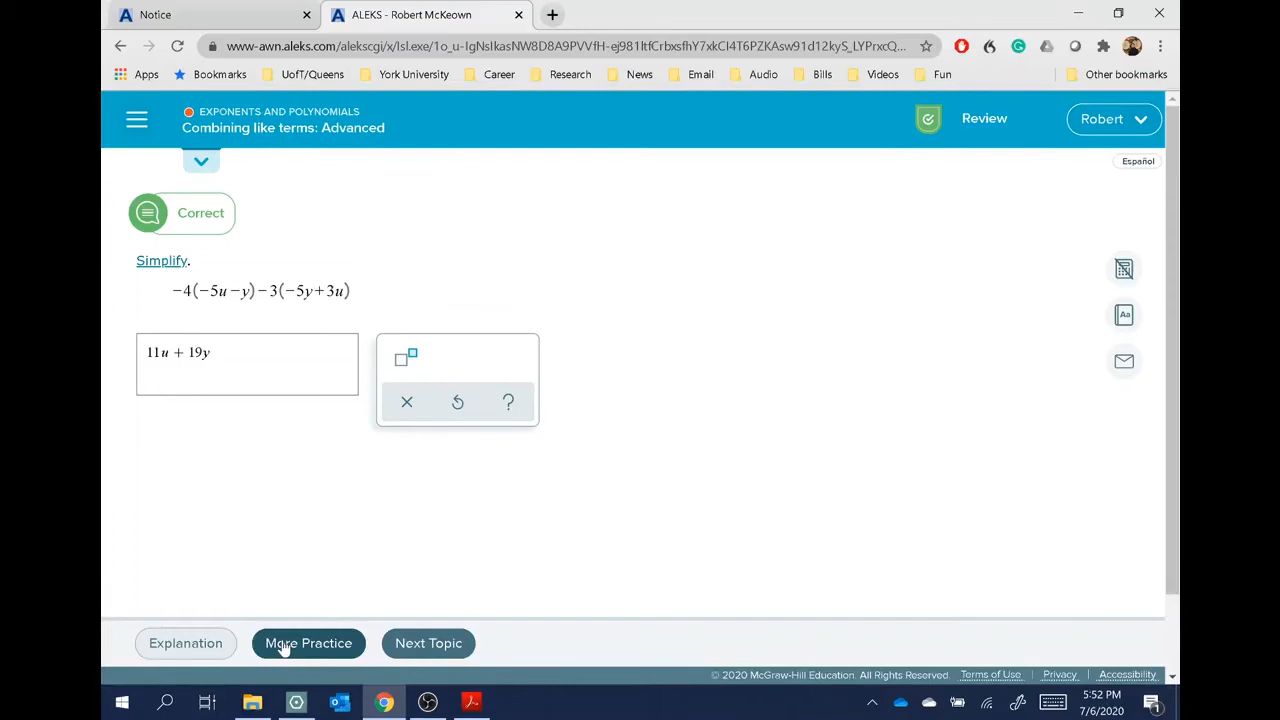 Notice
ALEKS - Robert McKeown
www-awn.aleks.com/alekscgi/x/Isl.exe/1o_u-IgNsIkasNW8D8A9PVVfH-ej981ItfCrbxsfhY7xkCl4T6PZKAsw91d12kyS_LYPrxcQ...
Apps Bookmarks UofT/Queens York University Career Research News Email Audio Bills Videos Fun Other bookmarks
EXPONENTS AND POLYNOMIALS
Combining like terms: Advanced
Review
Robert
Español
Correct
Simplify.
−4(−5u−y)−3(−5y+3u)
11u + 19y
Aa
Explanation More Practice Next Topic
© 2020 McGraw-Hill Education. All Rights Reserved. Terms of Use | Privacy | Accessibility
5:52 PM
7/6/2020